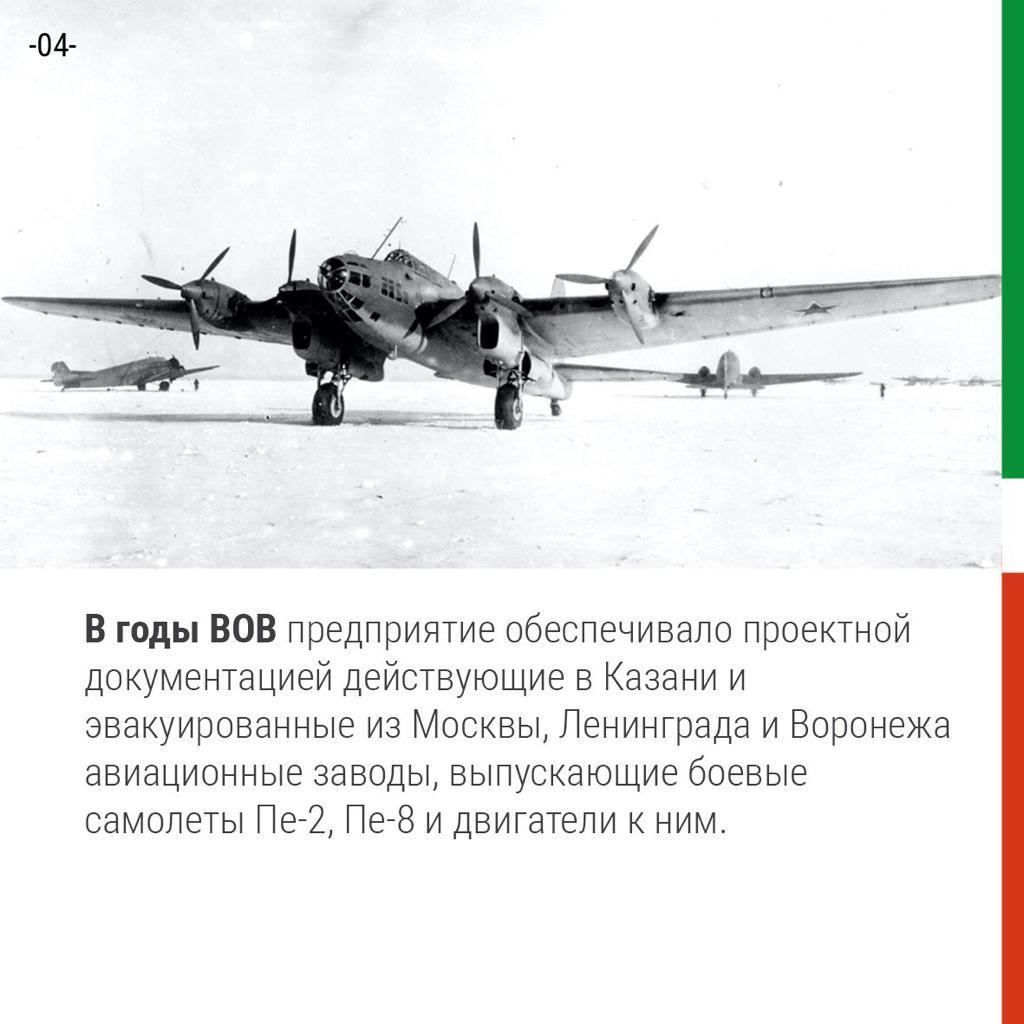 -04-
В годы ВОВ предприятие обеспечивало проектной
документацией действующие в Казани и
эвакуированные из Москвы, Ленинграда и Воронежа
авиационные заводы, выпускающие боевые
самолеты Пе-2, Пе-8 и двигатели к ним.